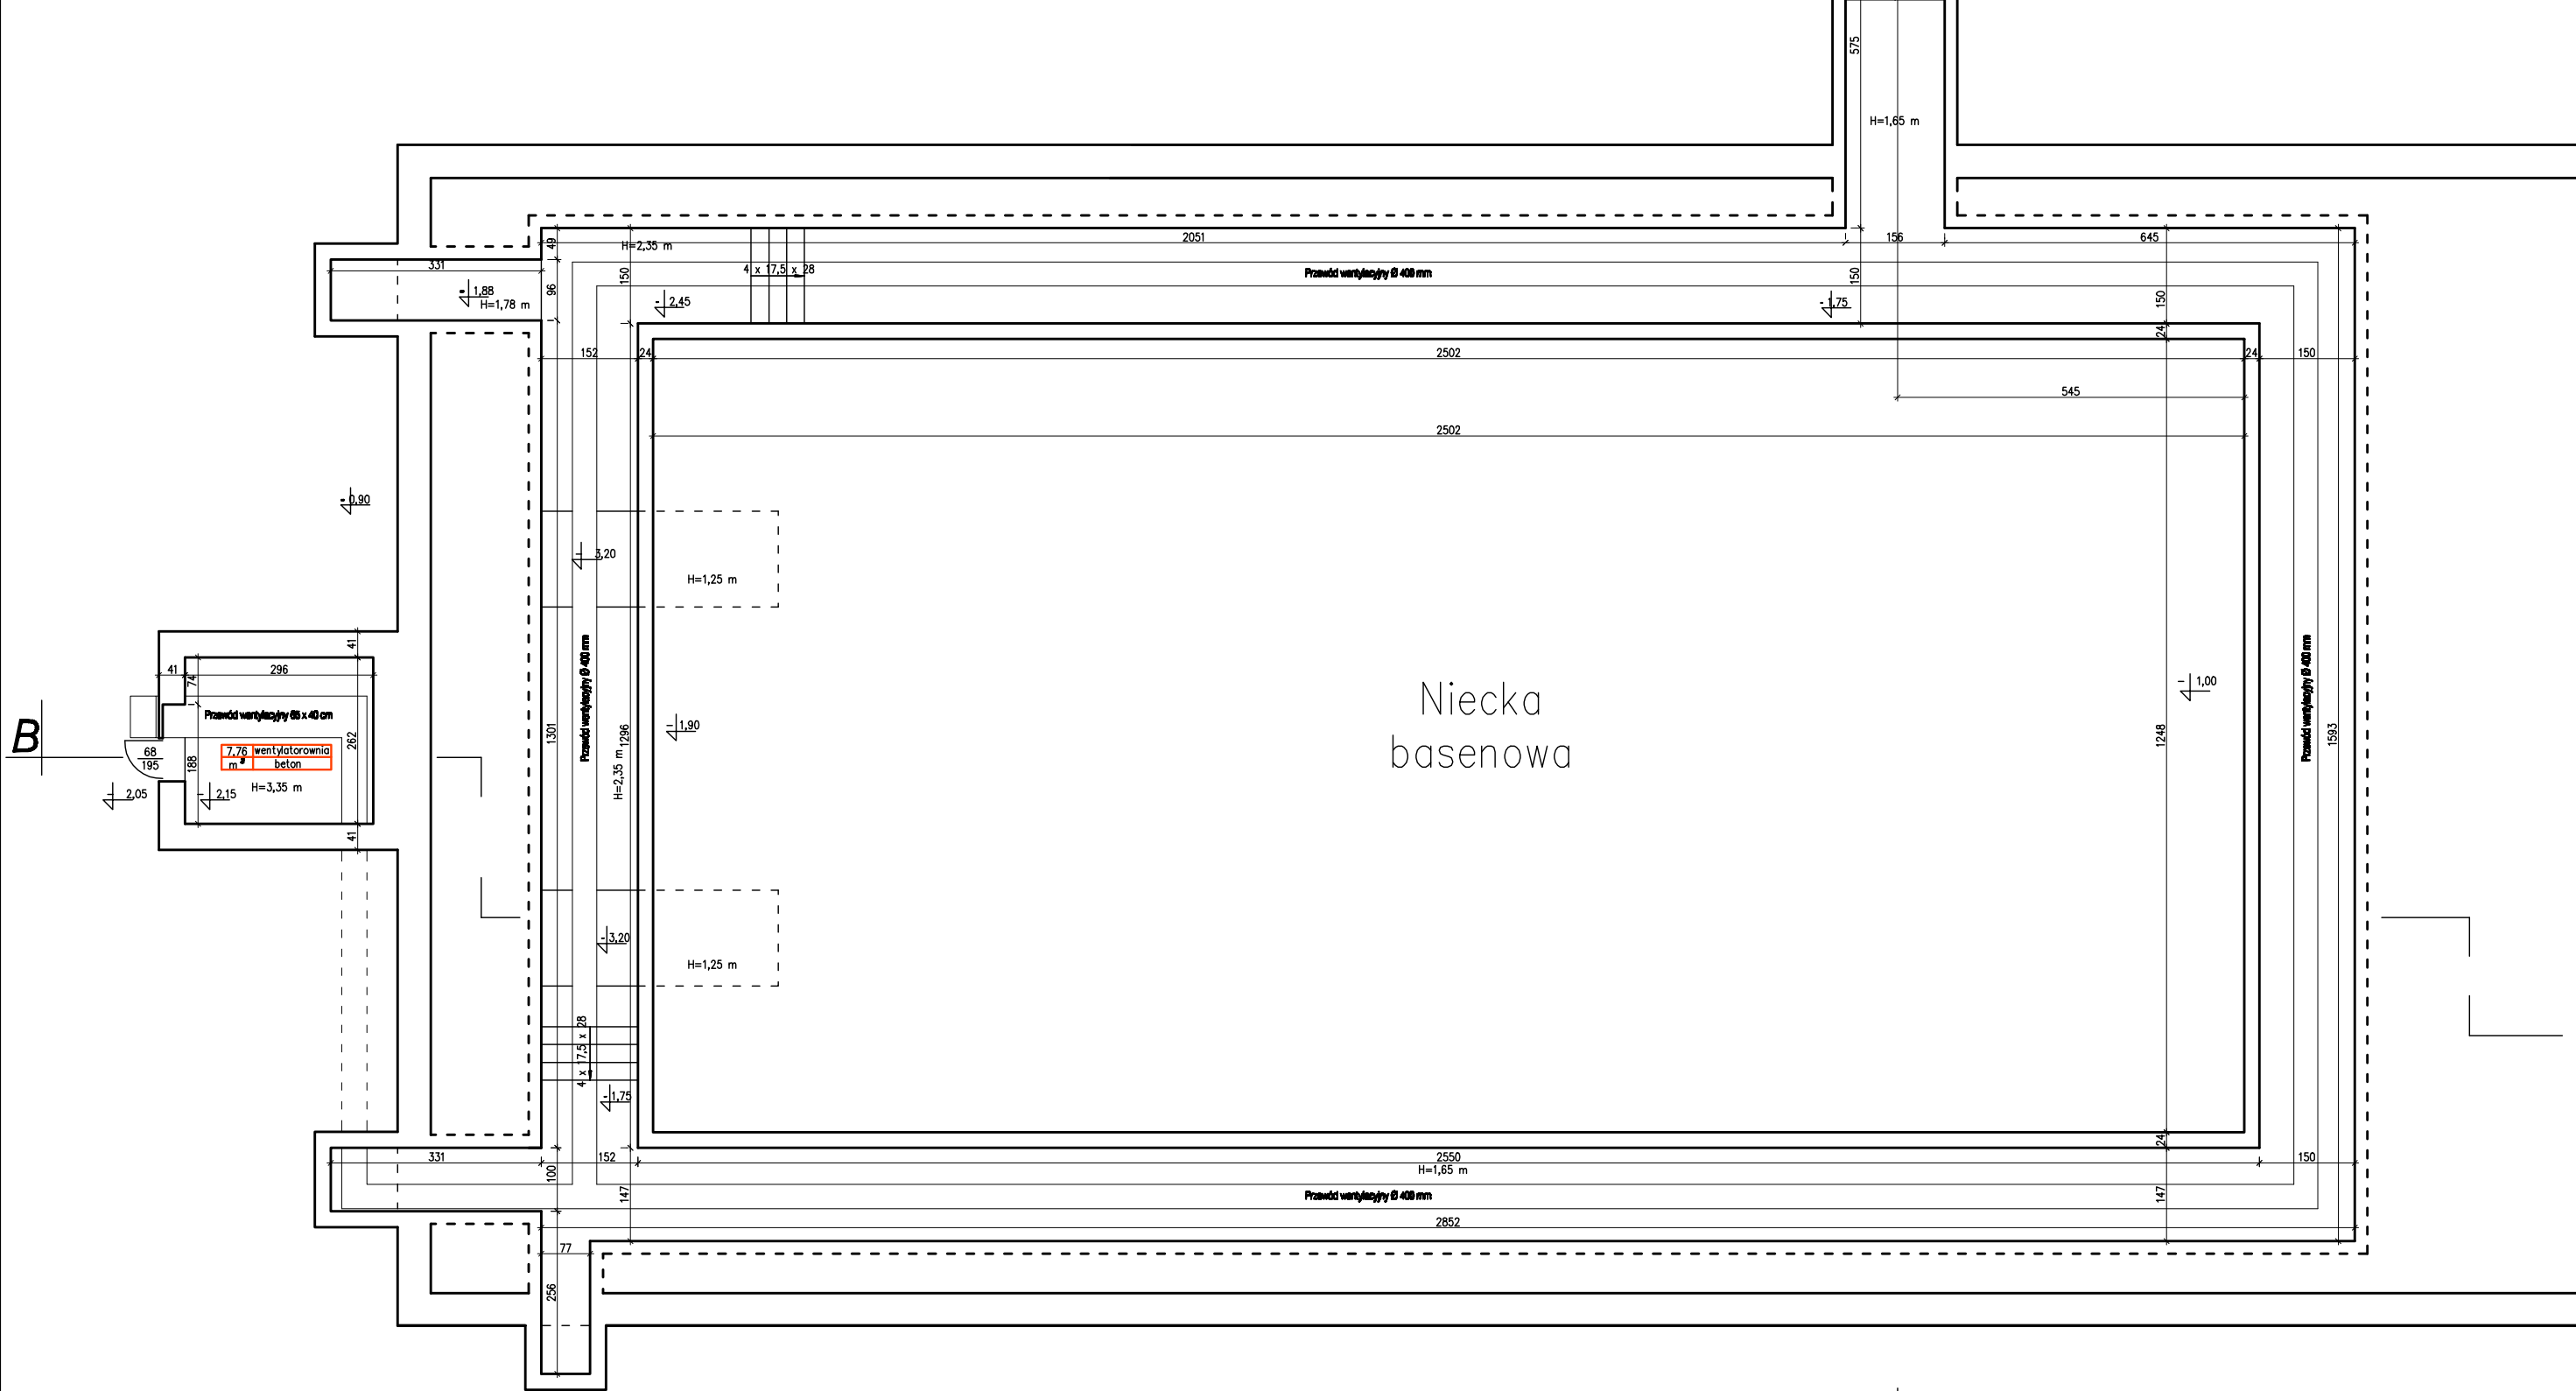 575
H=1,65 m
2051
156
645
49
H=2,35 m
150
4 x 17,5 x 28
Przewód wentylacyjny Ø 400 mm
331
96
- 1,88
H=1,78 m
- 2,45
150
- 1,75
150
24
152
24
2502
24
150
545
2502
- 0,90
- 3,20
H=1,25 m
41
41
296
74
Przewód wentylacyjny 65 x 40 cm
262
B
68
195
188
7.76 wentylatorownia
m² beton
H=3,35 m
- 2,05
- 2,15
41
1301
Przewód wentylacyjny Ø 400 mm
1296
H=2,35 m
- 1,90
Niecka
basenowa
- 1,00
1248
Przewód wentylacyjny Ø 400 mm
1593
- 3,20
H=1,25 m
4 x 17,5 x 28
- 1,75
24
331
152
2550
150
H=1,65 m
100
147
Przewód wentylacyjny Ø 400 mm
147
2852
77
256